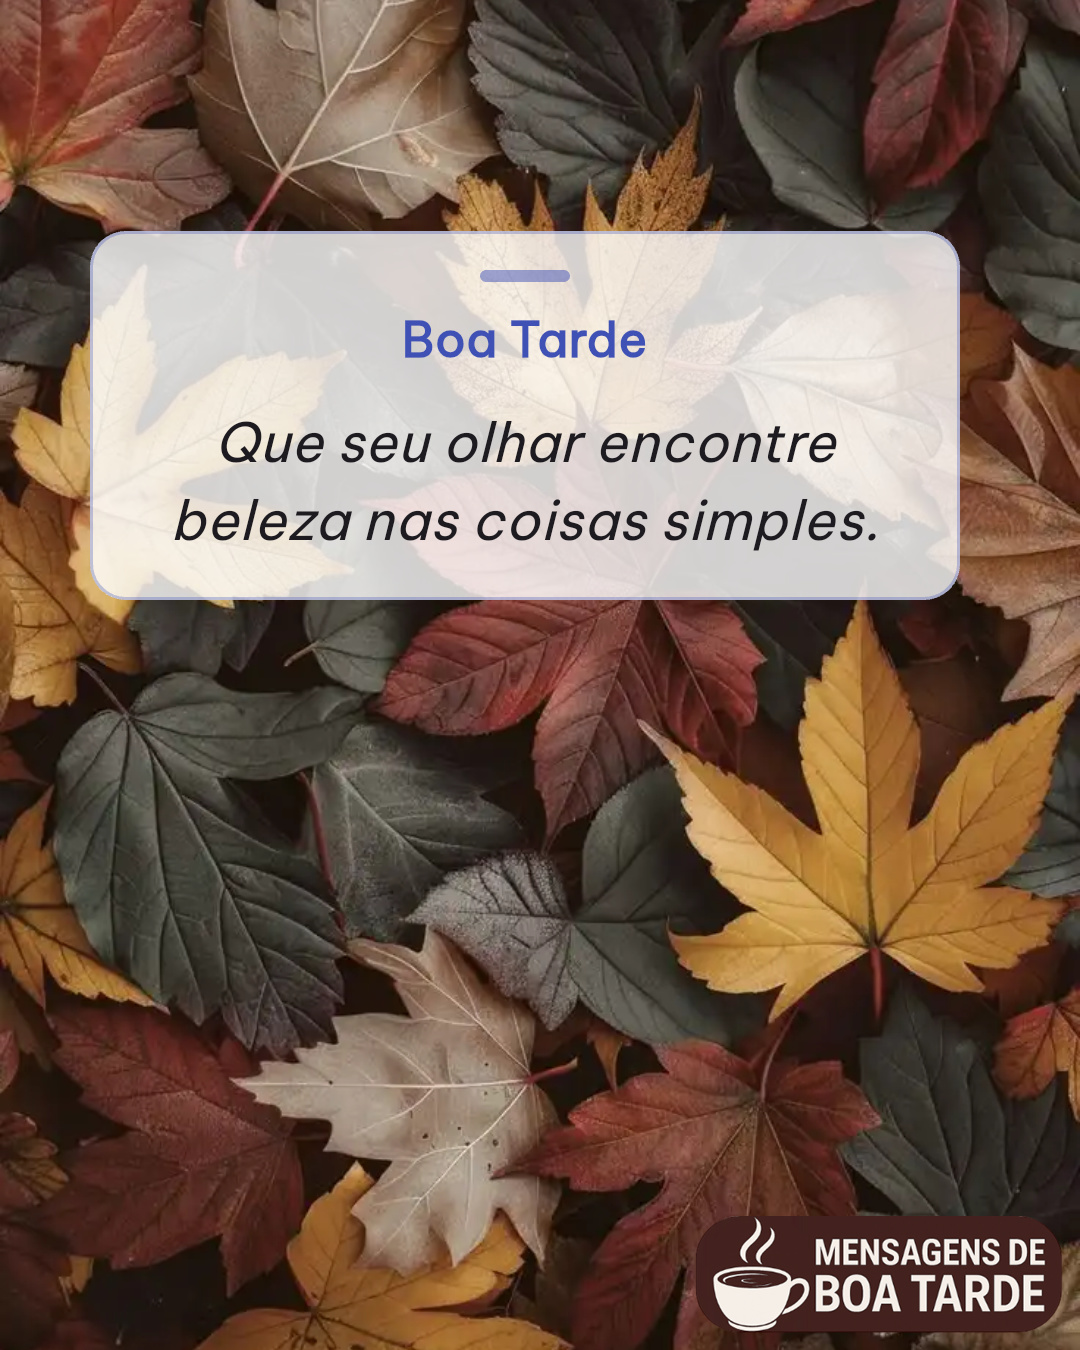 Boa Tarde
Que seu olhar encontre
beleza nas coisas simples.
MENSAGENS DE
BOA TARDE